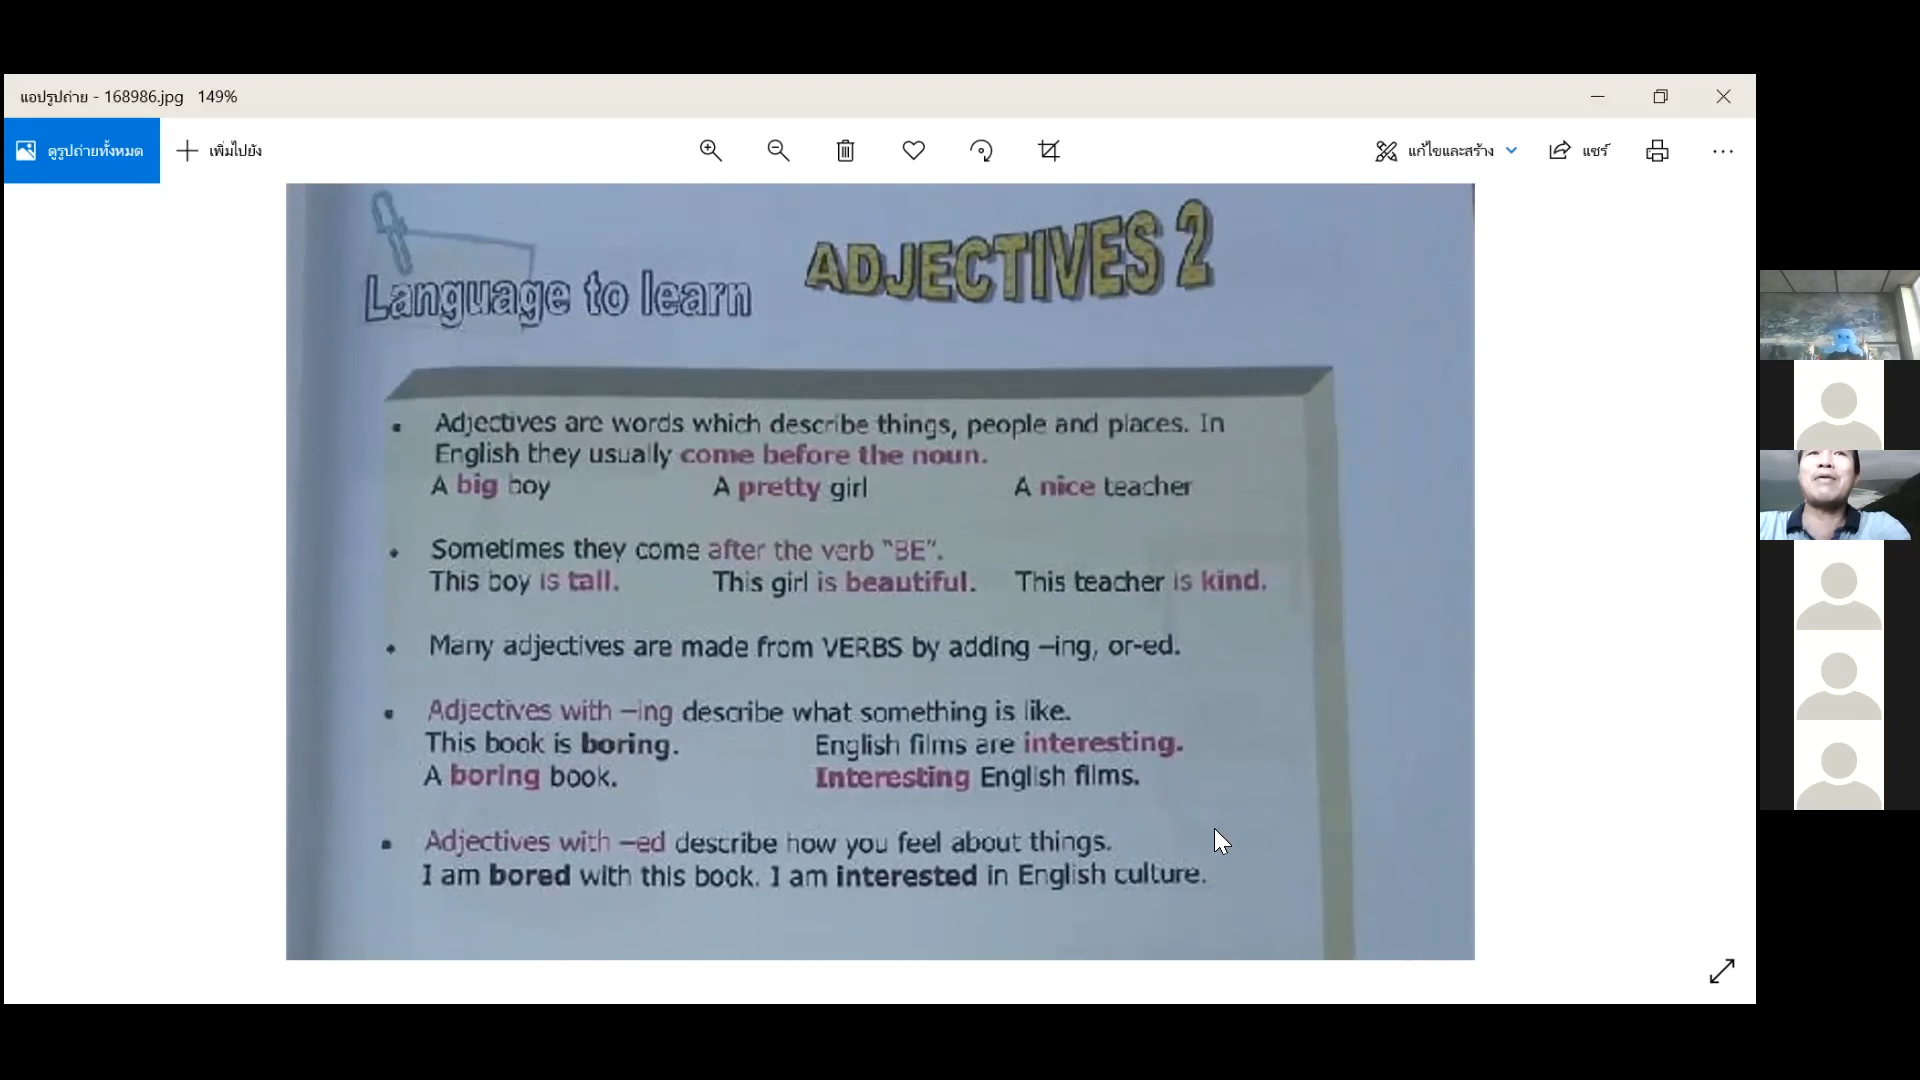 แอปรูปถ่าย - 168986.jpg 149%
ดูรูปถ่ายทั้งหมด
เพิ่มไปยัง
แก้ไขและสร้าง
แชร์
Language to learn
ADJECTIVES 2
Adjectives are words which describe things, people and places. In
English they usually come before the noun.
A big boy A pretty girl A nice teacher
Sometimes they come after the verb "BE".
This boy is tall. This girl is beautiful. This teacher is kind.
Many adjectives are made from VERBS by adding –ing, or-ed.
Adjectives with –ing describe what something is like.
This book is boring. English films are interesting.
A boring book. Interesting English films.
Adjectives with –ed describe how you feel about things.
I am bored with this book. I am interested in English culture.